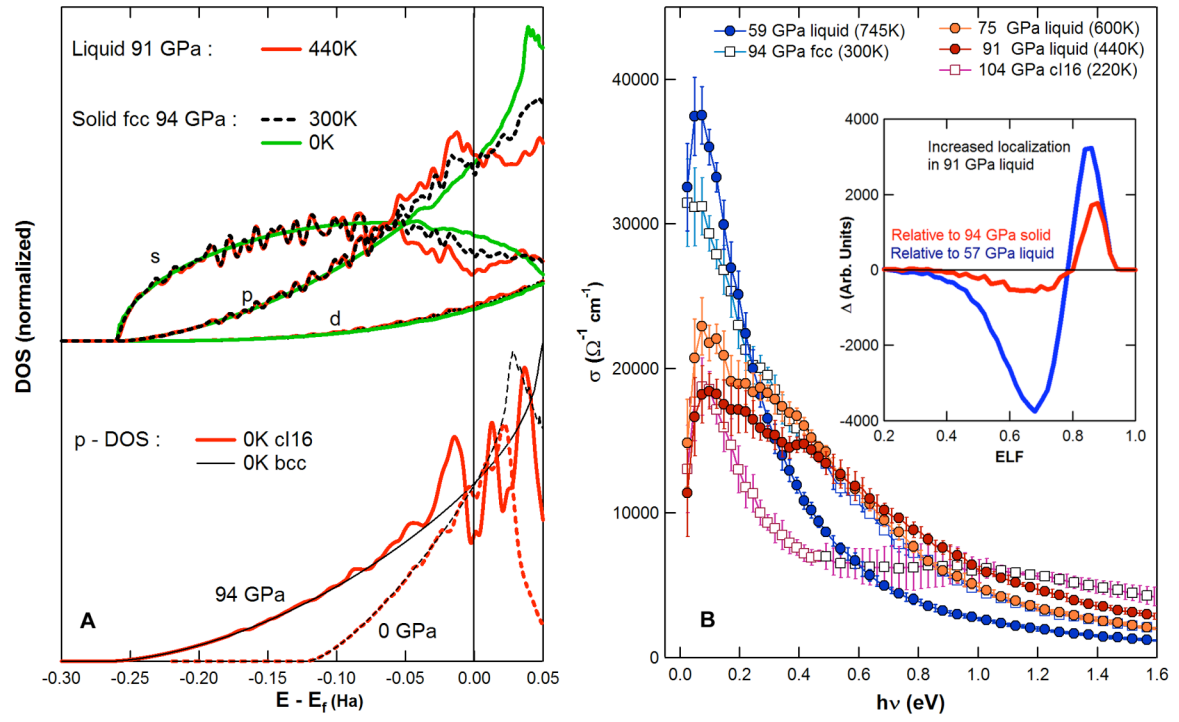 Liquid 91 GPa :
440K
Solid fcc 94 GPa :
300K
0K
s
p
d
p - DOS :
0K cI16
0K bcc
94 GPa
0 GPa
A
DOS (normalized)
-0.30
-0.25
-0.20
-0.15
-0.10
-0.05
-0.00
0.05
E - Ef (Ha)
59 GPa liquid (745K)
94 GPa fcc (300K)
75 GPa liquid (600K)
91 GPa liquid (440K)
104 GPa cI16 (220K)
40000
30000
20000
10000
0
σ (Ω-1 cm-1)
0.0
0.2
0.4
0.6
0.8
1.0
1.2
1.4
1.6
hν (eV)
B
Increased localization
in 91 GPa liquid
Relative to 94 GPa solid
Relative to 57 GPa liquid
4000
2000
0
-2000
-4000
Δ (Arb. Units)
0.2
0.4
0.6
0.8
1.0
ELF